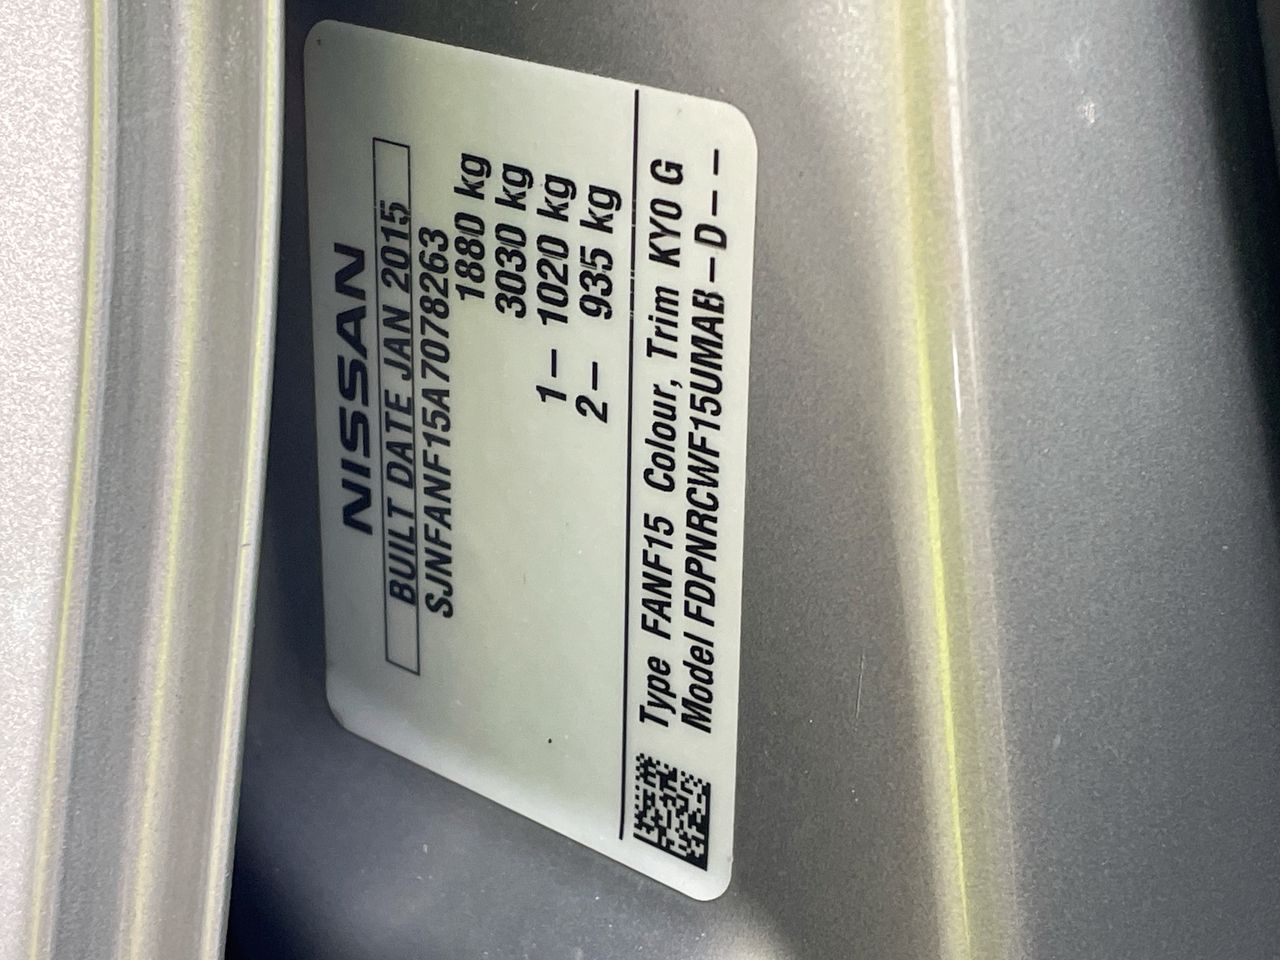 NISSAN
BUILT DATE JAN 2015
SJNFANF15A7078263
1880 kg
3030 kg
1– 1020 kg
2– 935 kg
Type FANF15 Colour, Trim KY0 G
Model FDPNRCWF15UMAB–D––